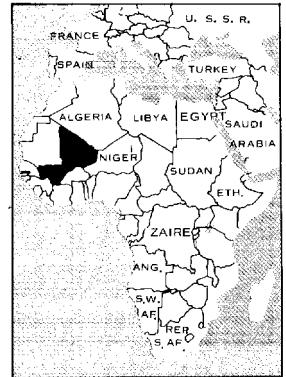 U. S. S. R.
FRANCE
SPAIN
TURKEY
ALGERIA
LIBYA
EGYPT
SAUDI
ARABIA
NIGER
SUDAN
ETH.
ZAIRE
ANG.
S.W.
AF.
REP.
S. AF.